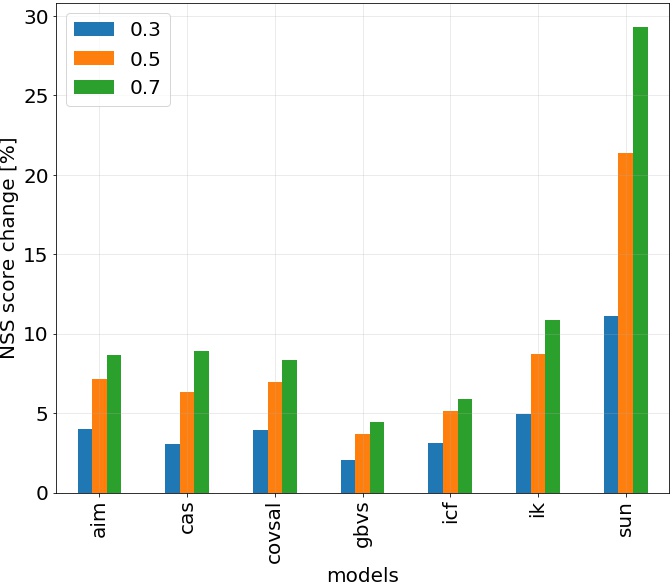 0.3
0.5
0.7
NSS score change [%]
30
25
20
15
10
5
0
aim
cas
covsal
gbvs
icf
ik
sun
models